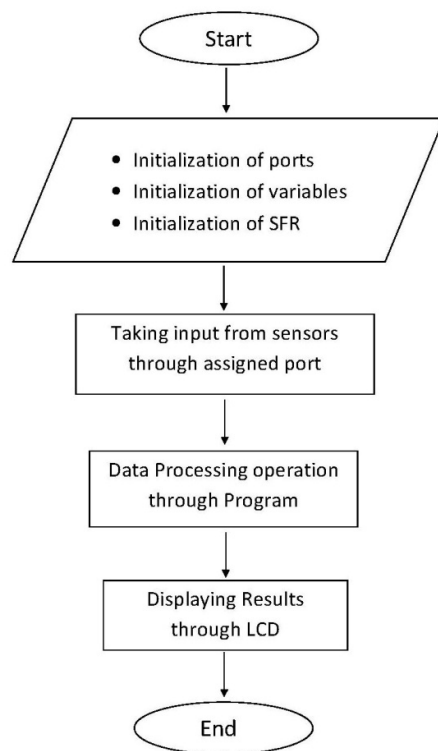 Start
• Initialization of ports
• Initialization of variables
• Initialization of SFR
Taking input from sensors
through assigned port
Data Processing operation
through Program
Displaying Results
through LCD
End